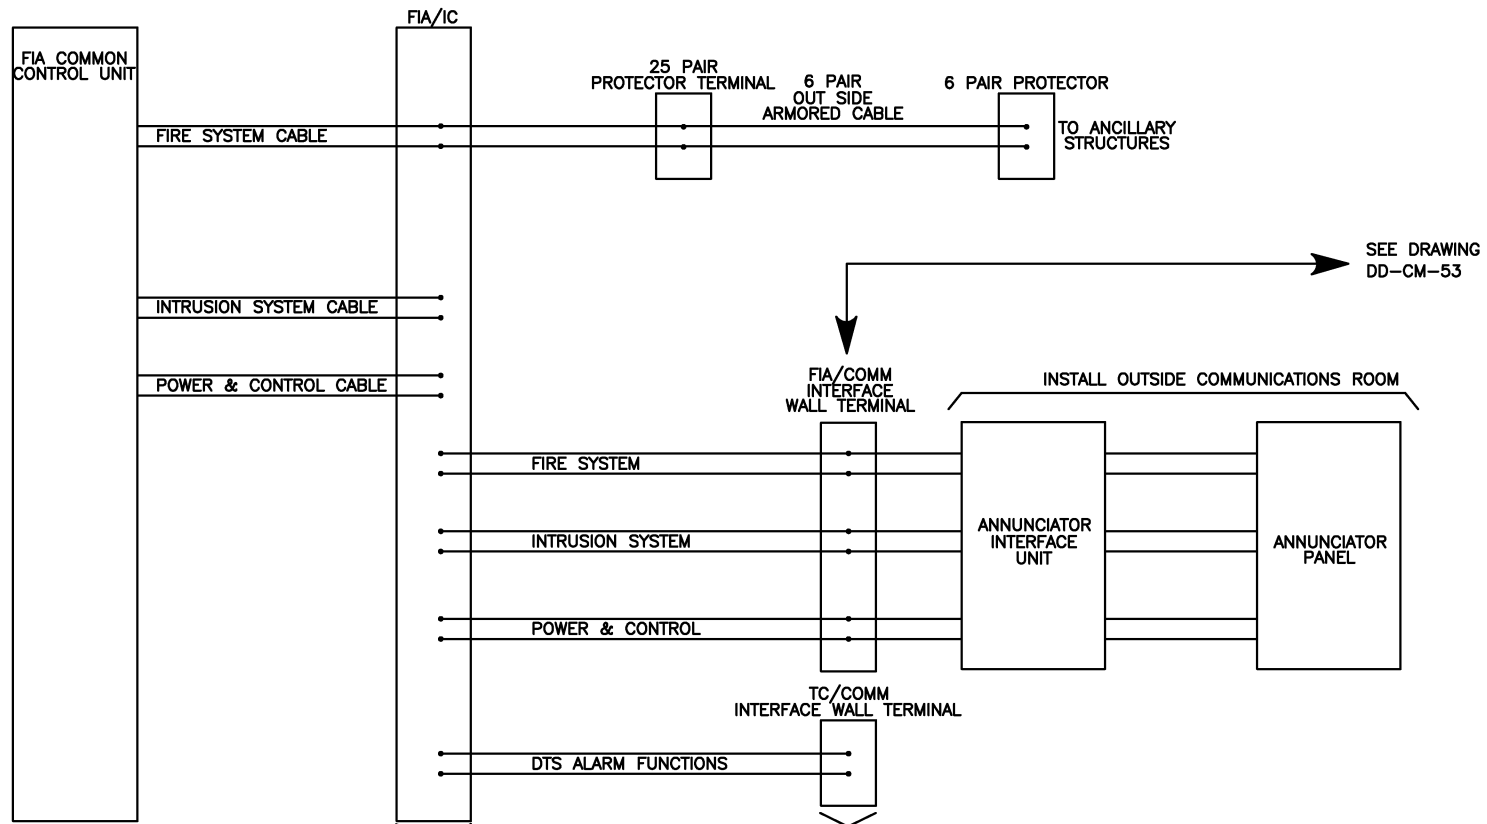 FIA/IC
FIA COMMON
CONTROL UNIT
25 PAIR
PROTECTOR TERMINAL
6 PAIR
OUT SIDE
ARMORED CABLE
6 PAIR PROTECTOR
FIRE SYSTEM CABLE
TO ANCILLARY
STRUCTURES
SEE DRAWING
DD-CM-53
INTRUSION SYSTEM CABLE
POWER & CONTROL CABLE
FIA/COMM
INTERFACE
WALL TERMINAL
INSTALL OUTSIDE COMMUNICATIONS ROOM
FIRE SYSTEM
INTRUSION SYSTEM
ANNUNCIATOR
INTERFACE
UNIT
ANNUNCIATOR
PANEL
POWER & CONTROL
TC/COMM
INTERFACE WALL TERMINAL
DTS ALARM FUNCTIONS